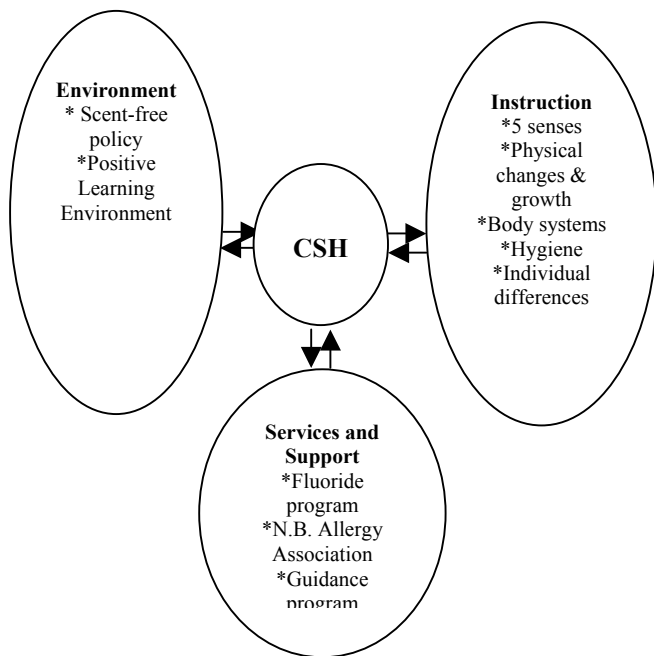 Environment
* Scent-free
policy
*Positive
Learning
Environment
CSH
Instruction
*5 senses
*Physical
changes &
growth
*Body systems
*Hygiene
*Individual
differences
Services and
Support
*Fluoride
program
*N.B. Allergy
Association
*Guidance
program